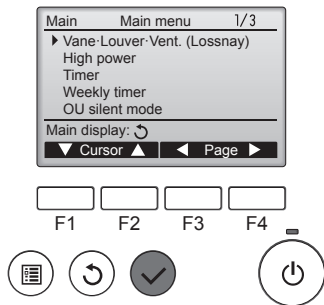 Main Main menu 1/3
Vane·Louver·Vent. (Lossnay)
High power
Timer
Weekly timer
OU silent mode
Main display:
Cursor Page
F1 F2 F3 F4